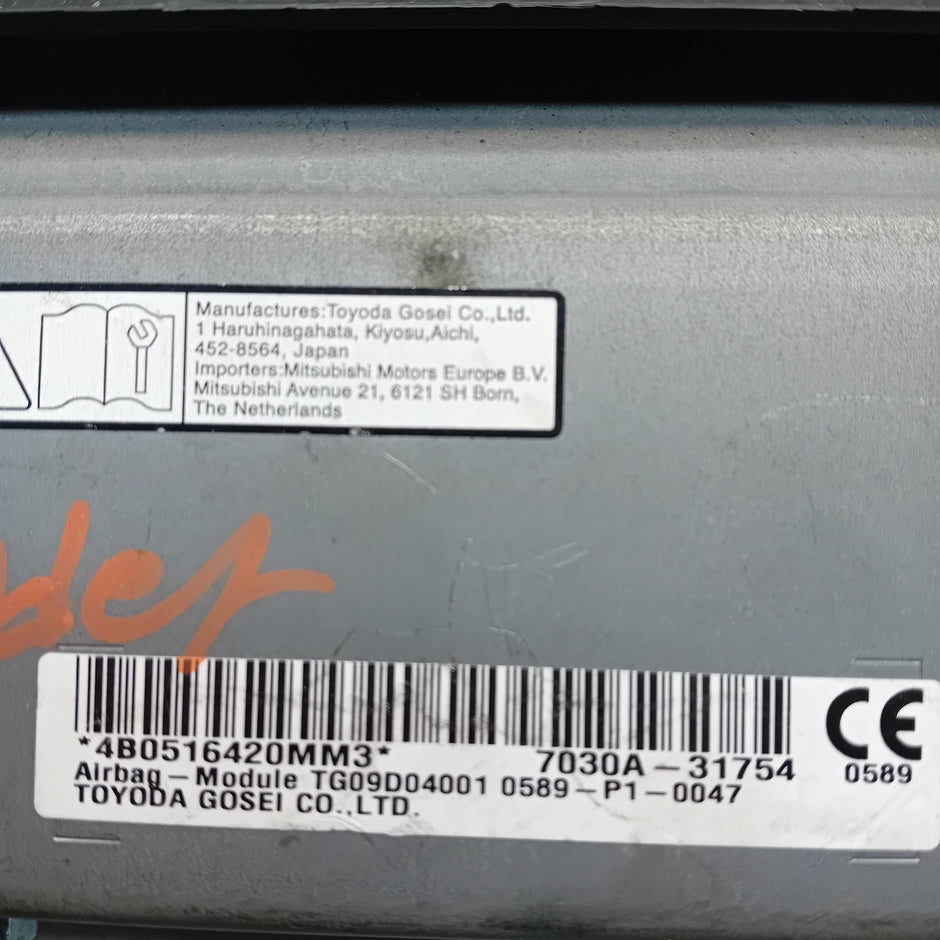 Manufactures:Toyoda Gosei Co.,Ltd.
1 Haruhinagahata, Kiyosu,Aichi,
452-8564, Japan
Importers:Mitsubishi Motors Europe B.V.
Mitsubishi Avenue 21, 6121 SH Born,
The Netherlands
*4B0516420MM3* 7030A-31754
Airbag-Module TG09D04001 0589-P1-0047
TOYODA GOSEI CO.,LTD.
CE
0589